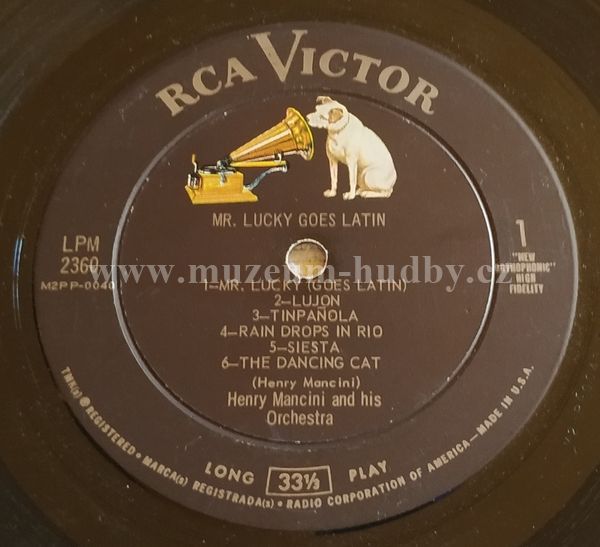 RCA VICTOR
MR. LUCKY GOES LATIN
LPM
2360
M2PP-0040
1
"NEW
ORTHOPHONIC"
HIGH
FIDELITY
www.muzeum-hudby.cz
1—MR. LUCKY (GOES LATIN)
2—LUJON
3—TINPAÑOLA
4—RAIN DROPS IN RIO
5—SIESTA
6—THE DANCING CAT
(Henry Mancini)
Henry Mancini and his
Orchestra
LONG 33⅓ PLAY
TMK(s) ® REGISTERED • MARCA(s) REGISTRADA(s) • RADIO CORPORATION OF AMERICA—MADE IN U.S.A.